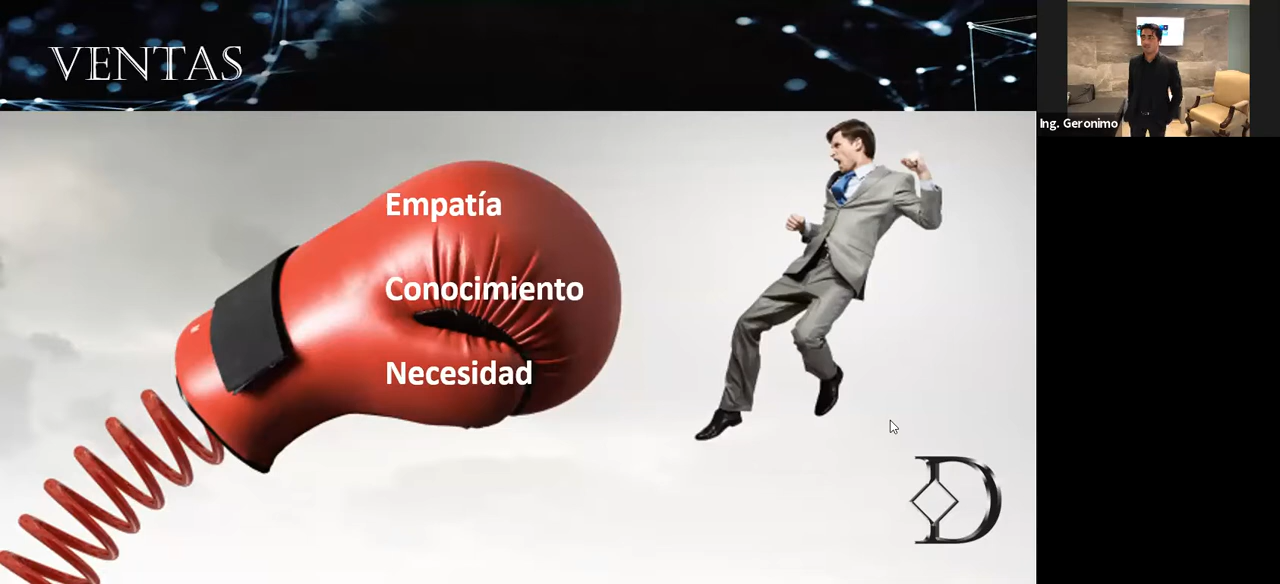 VENTAS
Ing. Geronimo
Empatía
Conocimiento
Necesidad
D